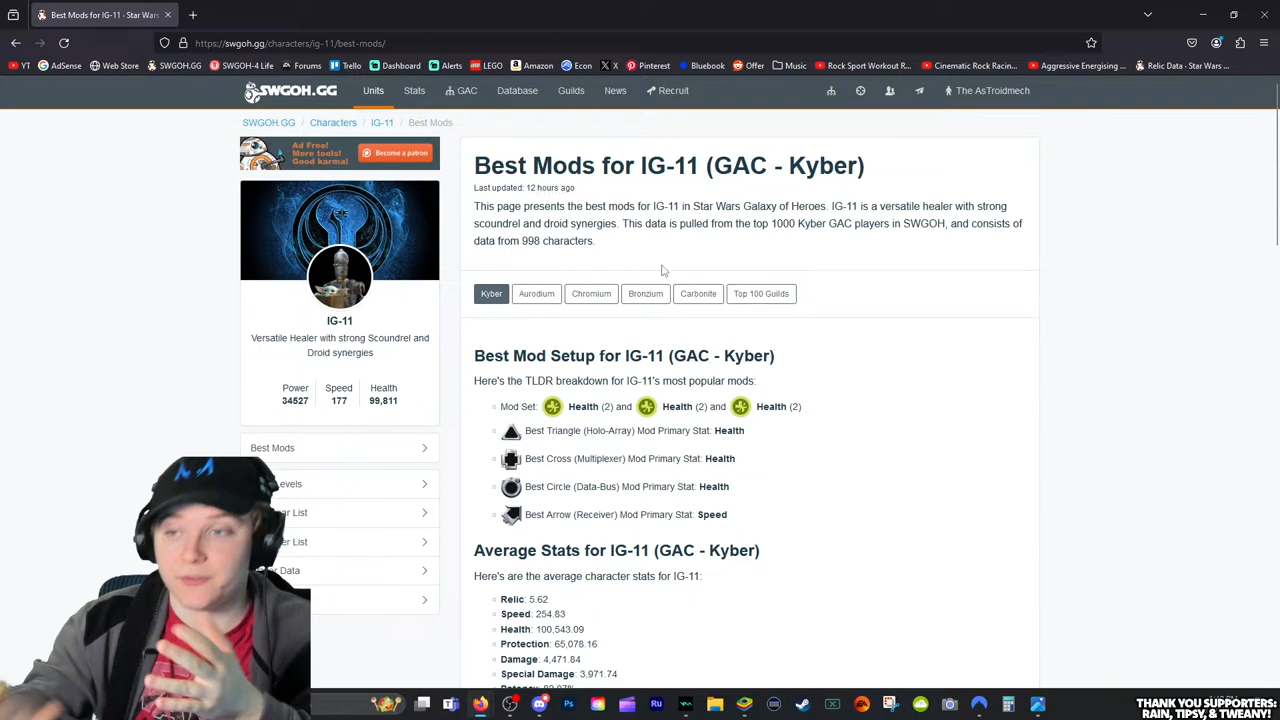 Best Mods for IG-11 - Star Wars
https://swgoh.gg/characters/ig-11/best-mods/
YT
AdSense
Web Store
SWGOH.GG
SWGOH-4 Life
Forums
Trello
Dashboard
Alerts
LEGO
Amazon
Econ
X
Pinterest
Bluebook
Offer
Music
Rock Sport Workout R...
Cinematic Rock Racin...
Aggressive Energising ...
Relic Data - Star Wars ...
SWGOH.GG
Units
Stats
GAC
Database
Guilds
News
Recruit
The AsTroidmech
SWGOH.GG / Characters / IG-11 / Best Mods
Ad Free!
More tools!
Good karma!
Become a patron
IG-11
Versatile Healer with strong Scoundrel and
Droid synergies
Power
34527
Speed
177
Health
99,811
Best Mods
Best Mods for IG-11 (GAC - Kyber)
Last updated: 12 hours ago
This page presents the best mods for IG-11 in Star Wars Galaxy of Heroes. IG-11 is a versatile healer with strong
scoundrel and droid synergies. This data is pulled from the top 1000 Kyber GAC players in SWGOH, and consists of
data from 998 characters.
Kyber
Aurodium
Chromium
Bronzium
Carbonite
Top 100 Guilds
Best Mod Setup for IG-11 (GAC - Kyber)
Here's the TLDR breakdown for IG-11's most popular mods:
Mod Set: Health (2) and Health (2) and Health (2)
Best Triangle (Holo-Array) Mod Primary Stat: Health
Best Cross (Multiplexer) Mod Primary Stat: Health
Best Circle (Data-Bus) Mod Primary Stat: Health
Best Arrow (Receiver) Mod Primary Stat: Speed
Average Stats for IG-11 (GAC - Kyber)
Here's are the average character stats for IG-11:
Relic: 5.62
Speed: 254.83
Health: 100,543.09
Protection: 65,078.16
Damage: 4,471.84
Special Damage: 3,971.74
THANK YOU SUPPORTERS:
RAIN, TIPSY, & TWEANY!